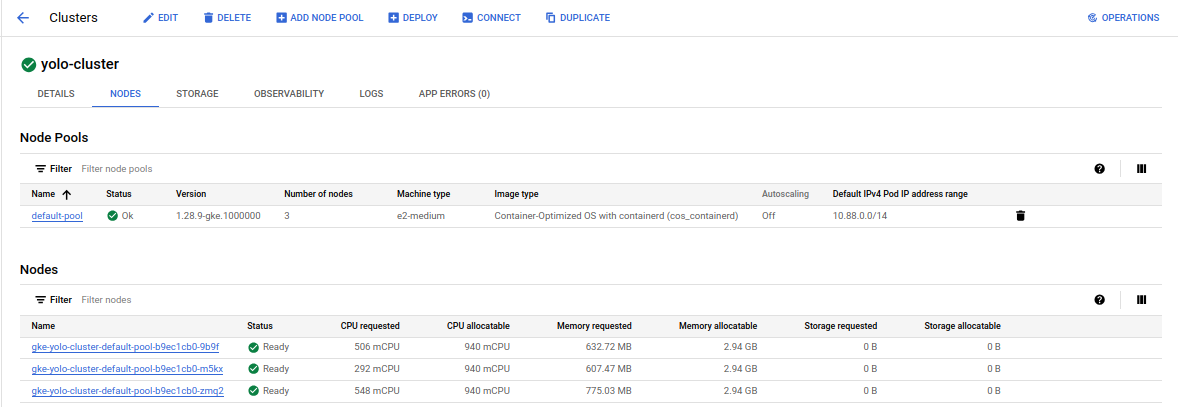 Clusters EDIT DELETE ADD NODE POOL DEPLOY CONNECT DUPLICATE OPERATIONS
yolo-cluster
DETAILS NODES STORAGE OBSERVABILITY LOGS APP ERRORS (0)
Node Pools
Filter Filter node pools
Name Status Version Number of nodes Machine type Image type Autoscaling Default IPv4 Pod IP address range
default-pool Ok 1.28.9-gke.1000000 3 e2-medium Container-Optimized OS with containerd (cos_containerd) Off 10.88.0.0/14
Nodes
Filter Filter nodes
Name Status CPU requested CPU allocatable Memory requested Memory allocatable Storage requested Storage allocatable
gke-yolo-cluster-default-pool-b9ec1cb0-9b9f Ready 506 mCPU 940 mCPU 632.72 MB 2.94 GB 0 B 0 B
gke-yolo-cluster-default-pool-b9ec1cb0-m5kx Ready 292 mCPU 940 mCPU 607.47 MB 2.94 GB 0 B 0 B
gke-yolo-cluster-default-pool-b9ec1cb0-zmq2 Ready 548 mCPU 940 mCPU 775.03 MB 2.94 GB 0 B 0 B